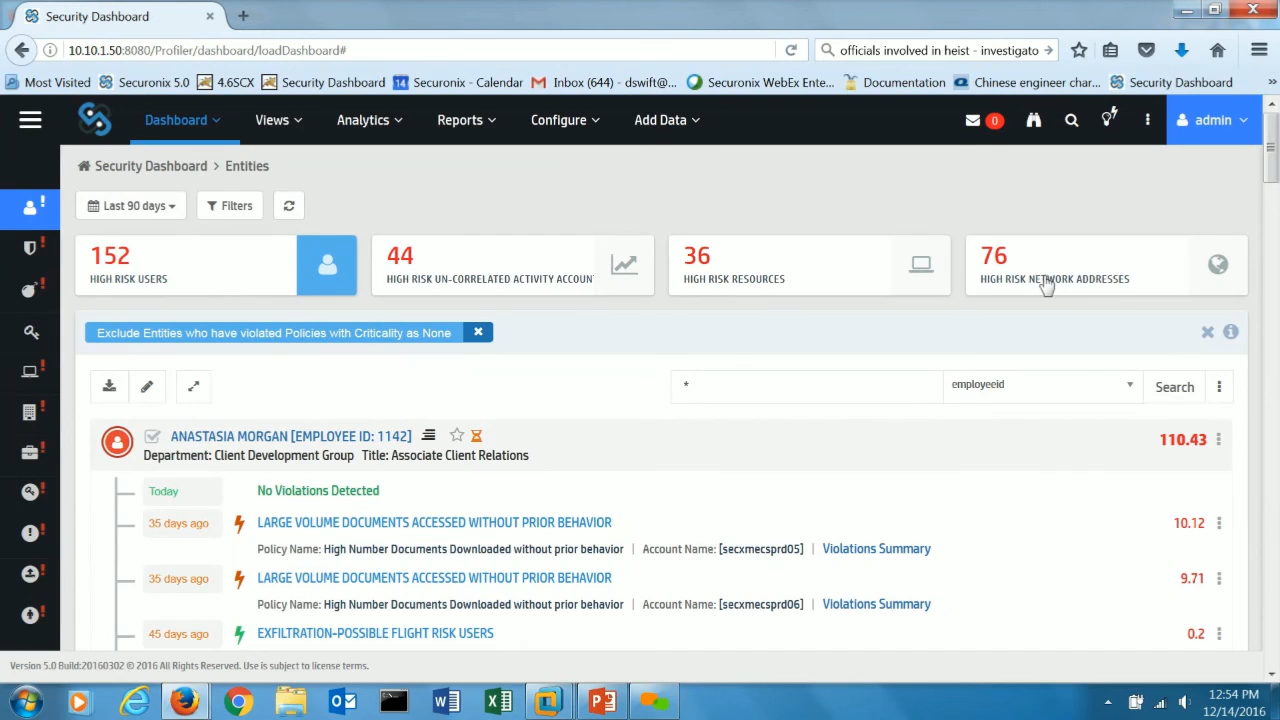 Security Dashboard
10.10.1.50:8080/Profiler/dashboard/loadDashboard#
officials involved in heist - investigato
Most Visited Securonix 5.0 4.6SCX Security Dashboard 14 Securonix - Calendar Inbox (644) - dswift@... Securonix WebEx Ente... Documentation Chinese engineer char... Security Dashboard
Dashboard Views Analytics Reports Configure Add Data 0 admin
Security Dashboard > Entities
Last 90 days Filters
152 44 36 76
HIGH RISK USERS HIGH RISK UN-CORRELATED ACTIVITY ACCOUN HIGH RISK RESOURCES HIGH RISK NETWORK ADDRESSES
Exclude Entities who have violated Policies with Criticality as None
* employeeid Search
ANASTASIA MORGAN [EMPLOYEE ID: 1142] 110.43
Department: Client Development Group Title: Associate Client Relations
Today No Violations Detected
35 days ago LARGE VOLUME DOCUMENTS ACCESSED WITHOUT PRIOR BEHAVIOR 10.12
Policy Name: High Number Documents Downloaded without prior behavior | Account Name: [secxmecsprd05] | Violations Summary
35 days ago LARGE VOLUME DOCUMENTS ACCESSED WITHOUT PRIOR BEHAVIOR 9.71
Policy Name: High Number Documents Downloaded without prior behavior | Account Name: [secxmecsprd06] | Violations Summary
45 days ago EXFILTRATION-POSSIBLE FLIGHT RISK USERS 0.2
Version 5.0 Build:20160302 © 2016 All Rights Reserved. Use is subject to license terms.
12:54 PM
12/14/2016